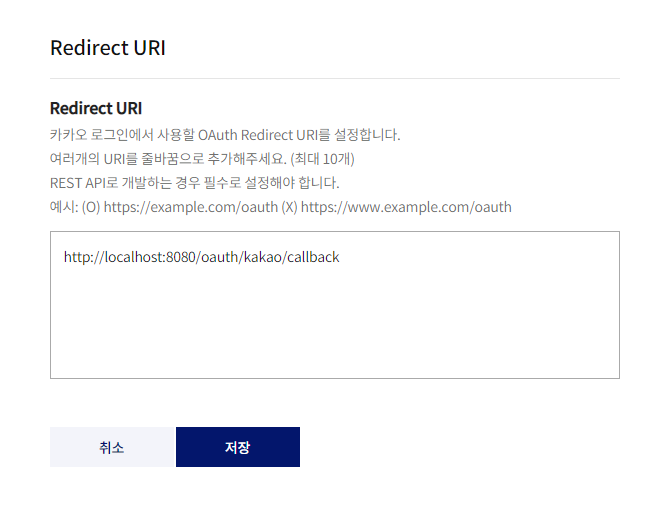 Redirect URI
Redirect URI
카카오 로그인에서 사용할 OAuth Redirect URI를 설정합니다.
여러개의 URI를 줄바꿈으로 추가해주세요. (최대 10개)
REST API로 개발하는 경우 필수로 설정해야 합니다.
예시: (O) https://example.com/oauth (X) https://www.example.com/oauth
http://localhost:8080/oauth/kakao/callback
취소 저장